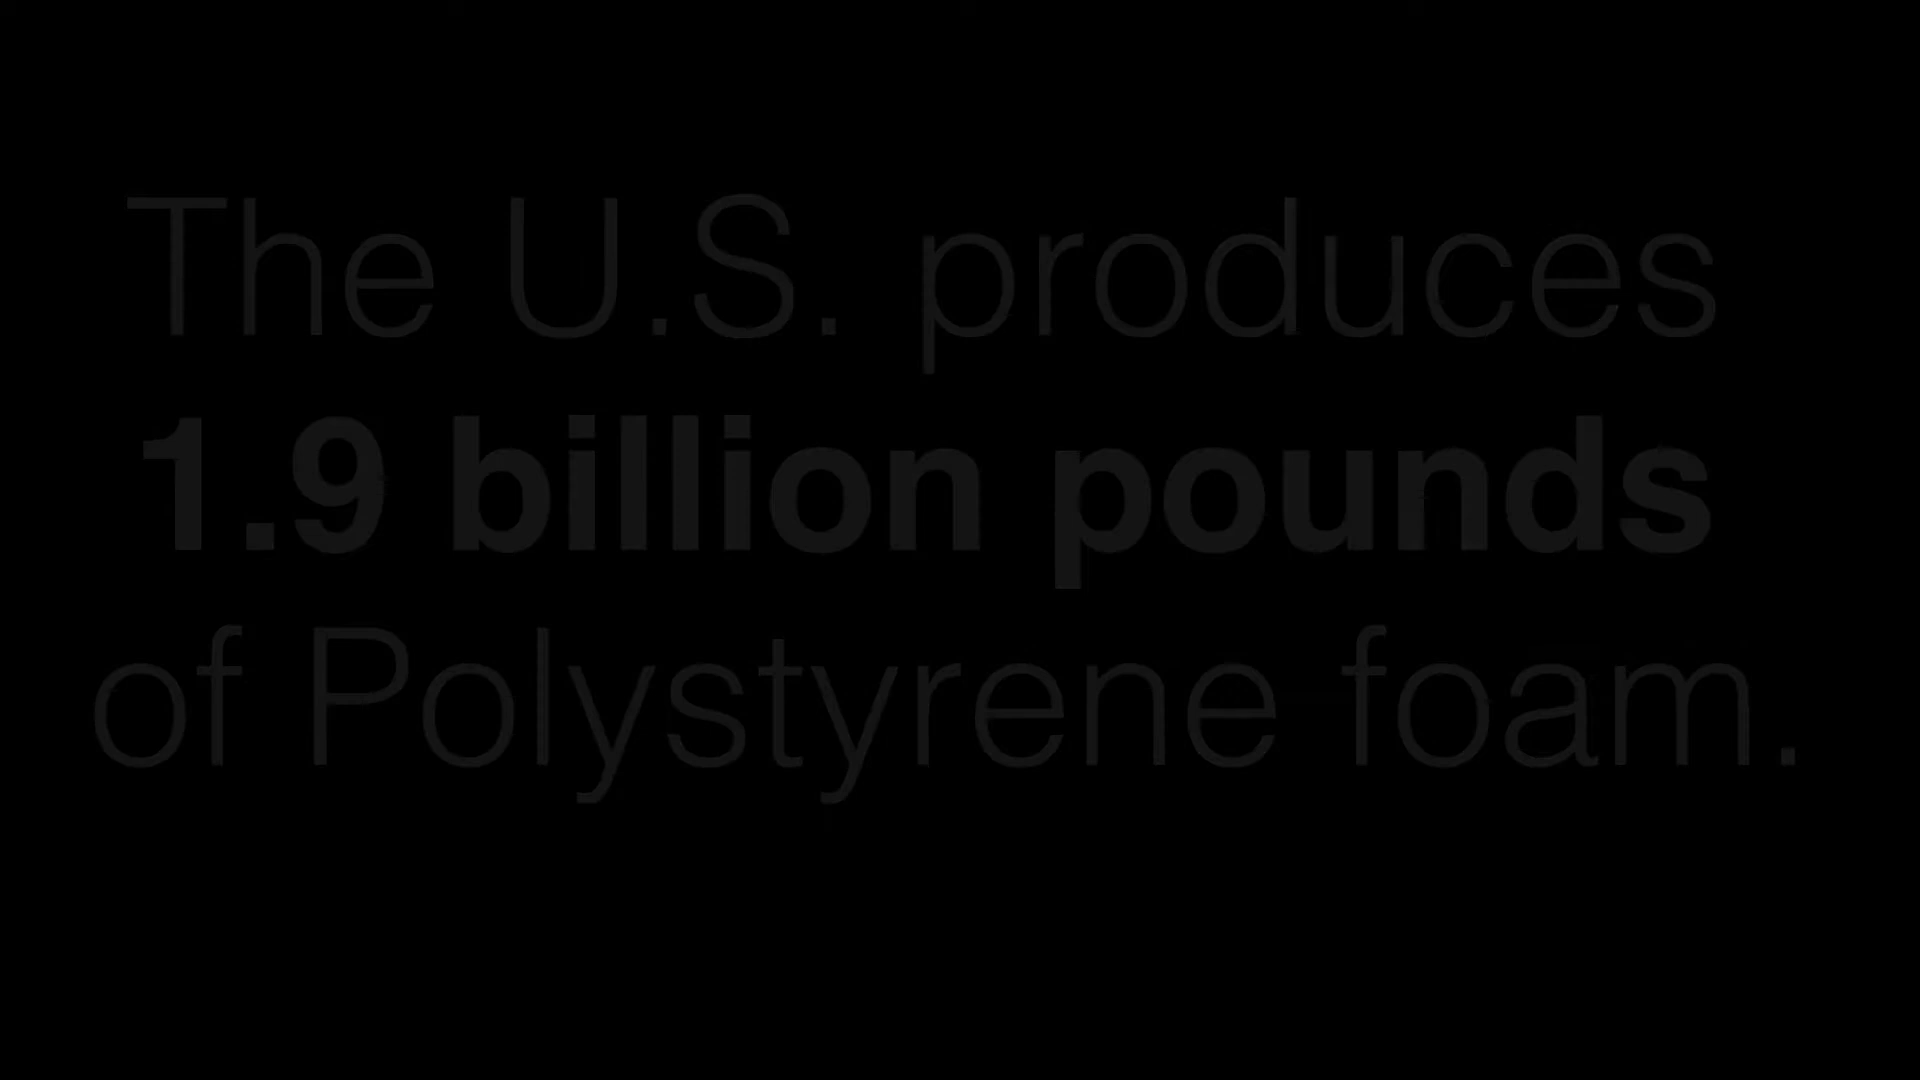 The U.S. produces
1.9 billion pounds
of Polystyrene foam.